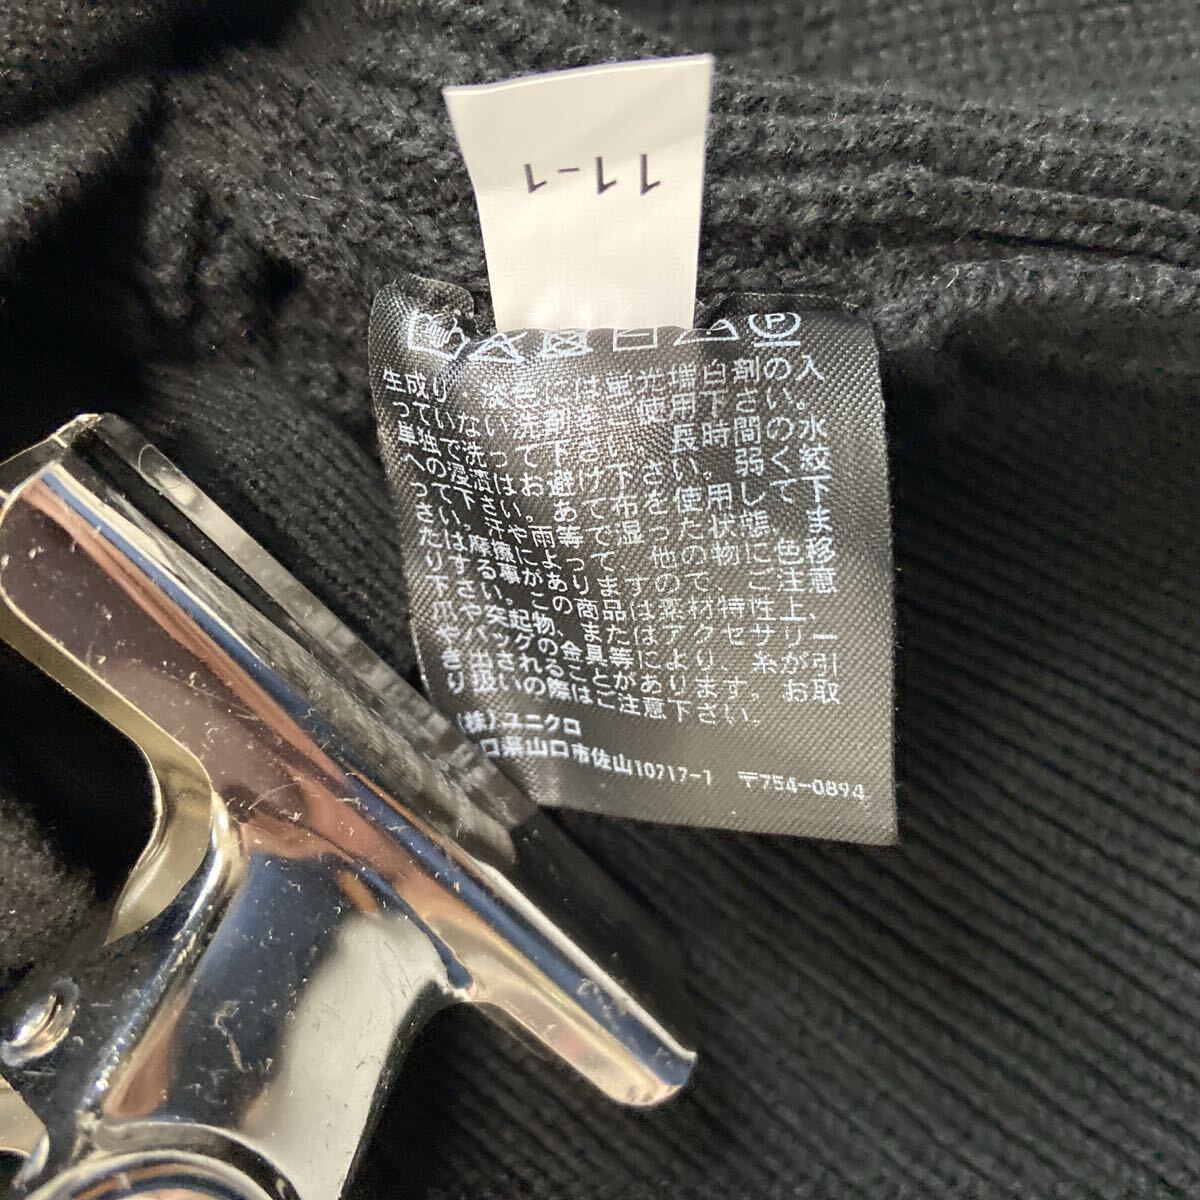 11-1
P
生成り、淡色には蛍光増白剤の入
っていない洗剤をご使用下さい。
単独で洗って下さい。長時間の水
への浸漬はお避け下さい。弱く絞
って下さい。あて布を使用して下
さい。汗や雨等で湿った状態、ま
たは摩擦によって、他の物に色移
りする事があります。ご注意
下さい。この商品は素材特性上、
爪や突起物、またはアクセサリー
やバッグの金具等により、糸が引
き出されることがあります。お取
り扱いの際はご注意下さい。
(株)ユニクロ
口県山口市佐山10717-1 〒754-0894